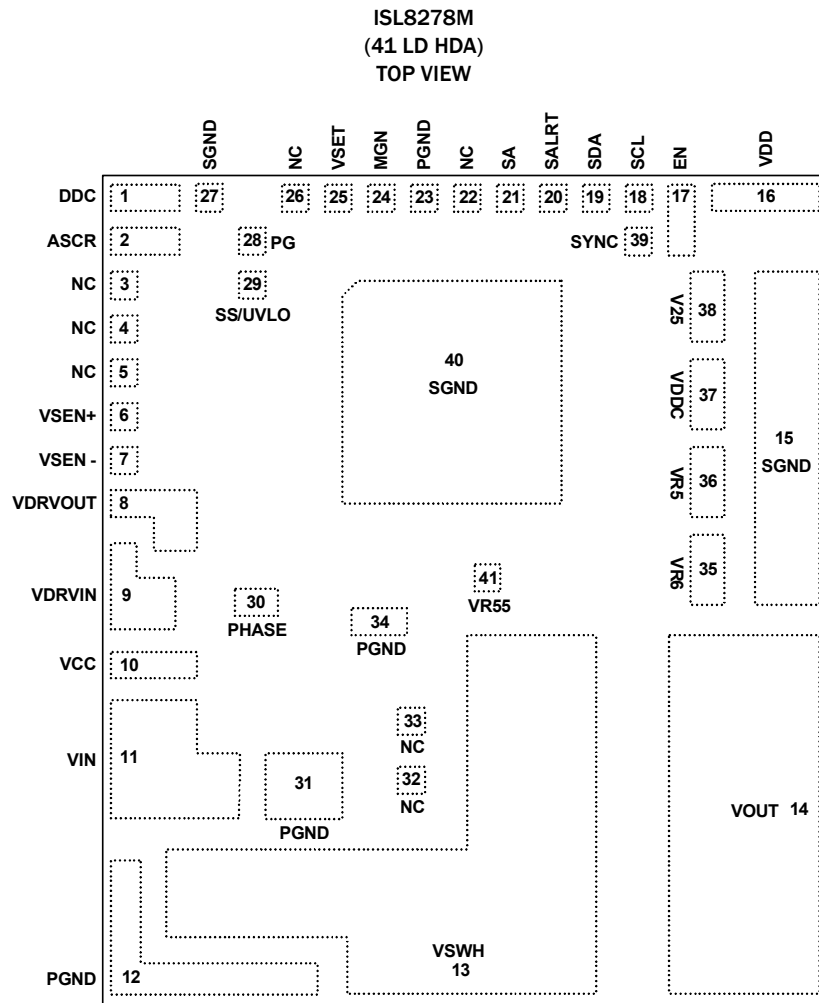 ISL8278M
(41 LD HDA)
TOP VIEW
SGND
NC
VSET
MGN
PGND
NC
SA
SALRT
SDA
SCL
EN
VDD
DDC 1 27 26 25 24 23 22 21 20 19 18 17 16
ASCR 2 28 PG SYNC 39
NC 3 29
SS/UVLO
V25 38
NC 4
40
SGND
NC 5
VDDC 37
VSEN+ 6
15
SGND
VSEN - 7
VR5 36
VDRVOUT 8
VR6 35
41
VR55
VDRVIN 9
30
PHASE
34
PGND
VCC 10
33
NC
VIN 11
32
NC
31
PGND
VOUT 14
VSWH
13
PGND 12